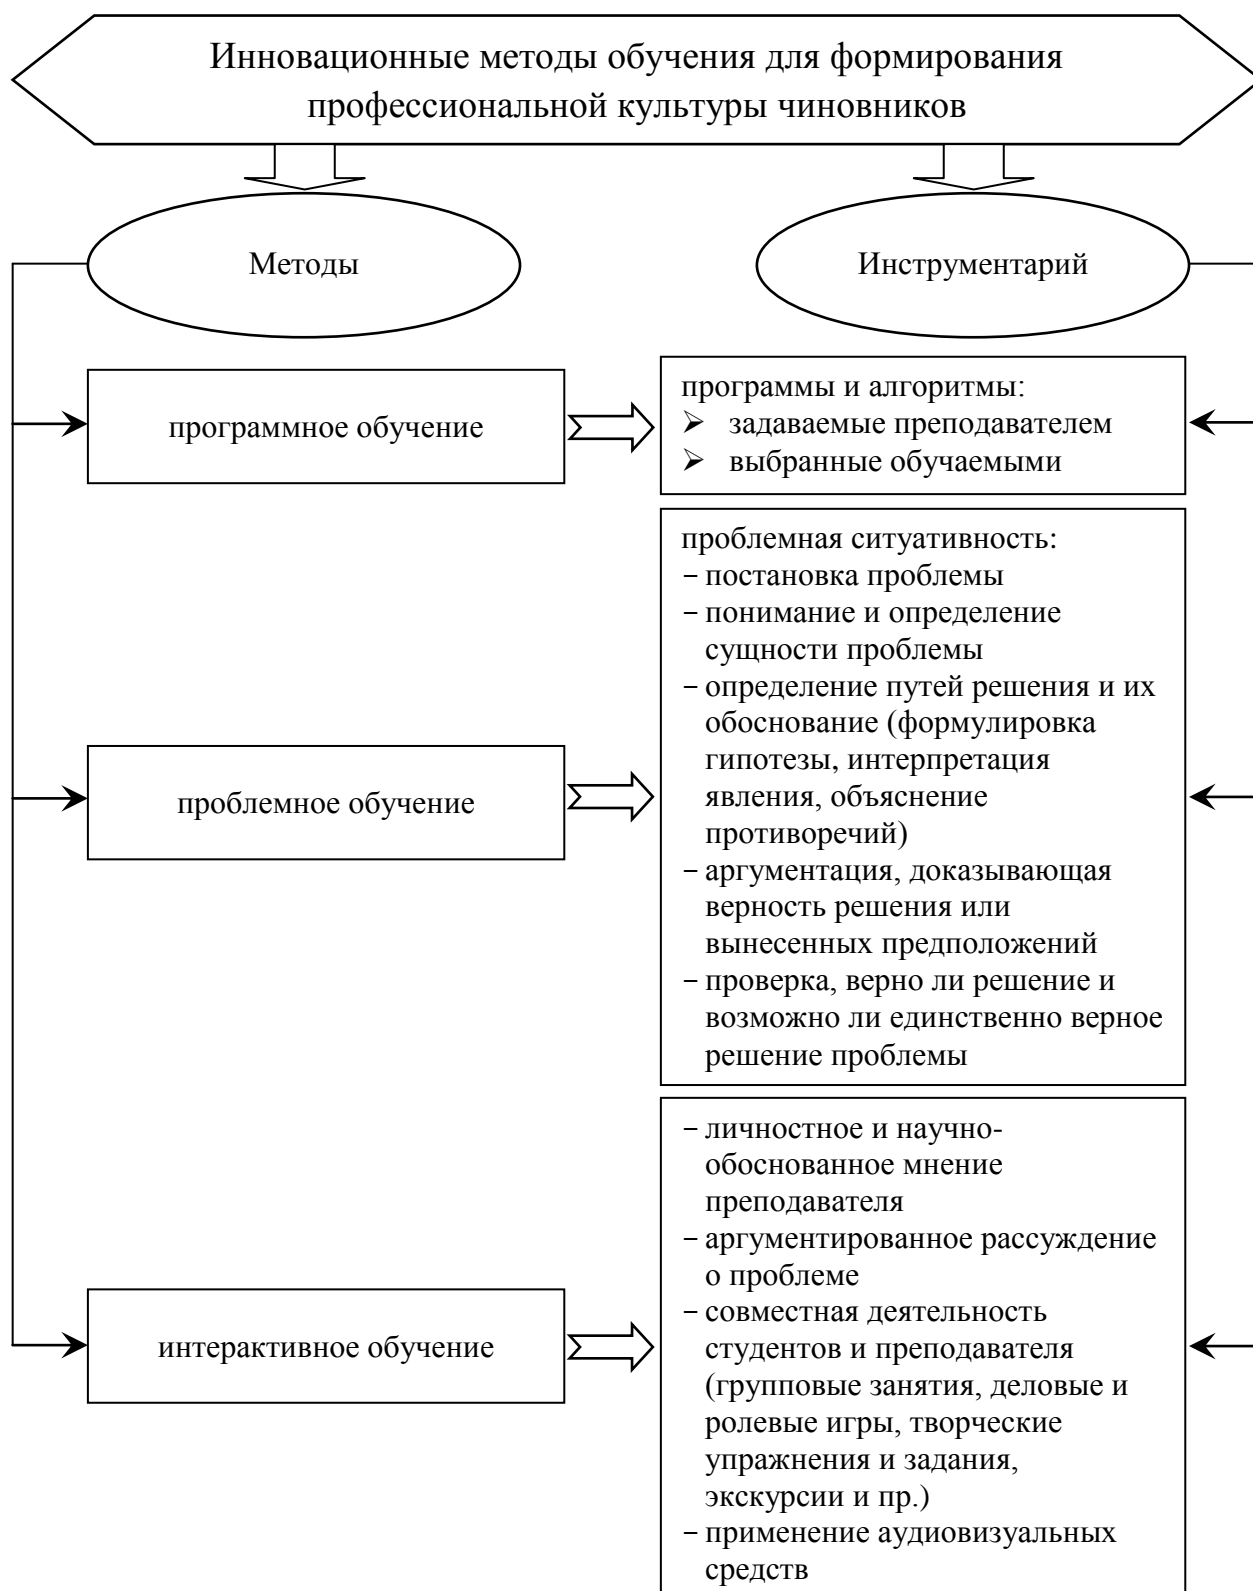 Инновационные методы обучения для формирования
профессиональной культуры чиновников
Методы
Инструментарий
программное обучение
программы и алгоритмы:
➢ задаваемые преподавателем
➢ выбранные обучаемыми
проблемное обучение
проблемная ситуативность:
– постановка проблемы
– понимание и определение
сущности проблемы
– определение путей решения и их
обоснование (формулировка
гипотезы, интерпретация
явления, объяснение
противоречий)
– аргументация, доказывающая
верность решения или
вынесенных предположений
– проверка, верно ли решение и
возможно ли единственно верное
решение проблемы
интерактивное обучение
– личностное и научно-
обоснованное мнение
преподавателя
– аргументированное рассуждение
о проблеме
– совместная деятельность
студентов и преподавателя
(групповые занятия, деловые и
ролевые игры, творческие
упражнения и задания,
экскурсии и пр.)
– применение аудиовизуальных
средств